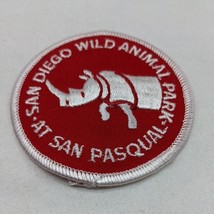 SAN DIEGO WILD ANIMAL PARK
· AT SAN PASQUAL ·